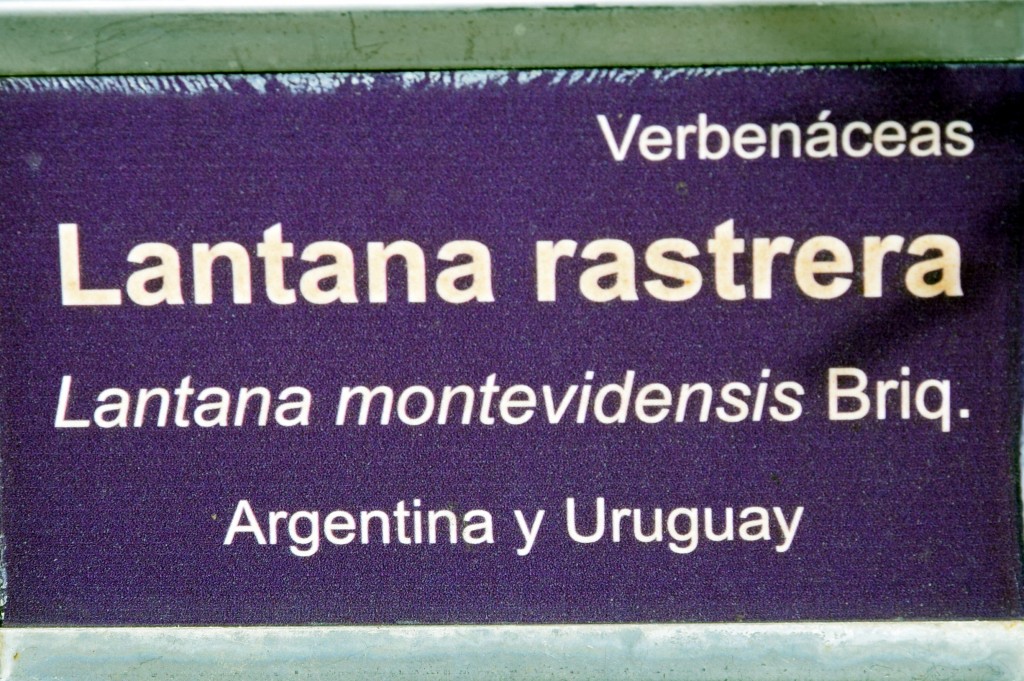 Verbenáceas
Lantana rastrera
Lantana montevidensis Briq.
Argentina y Uruguay